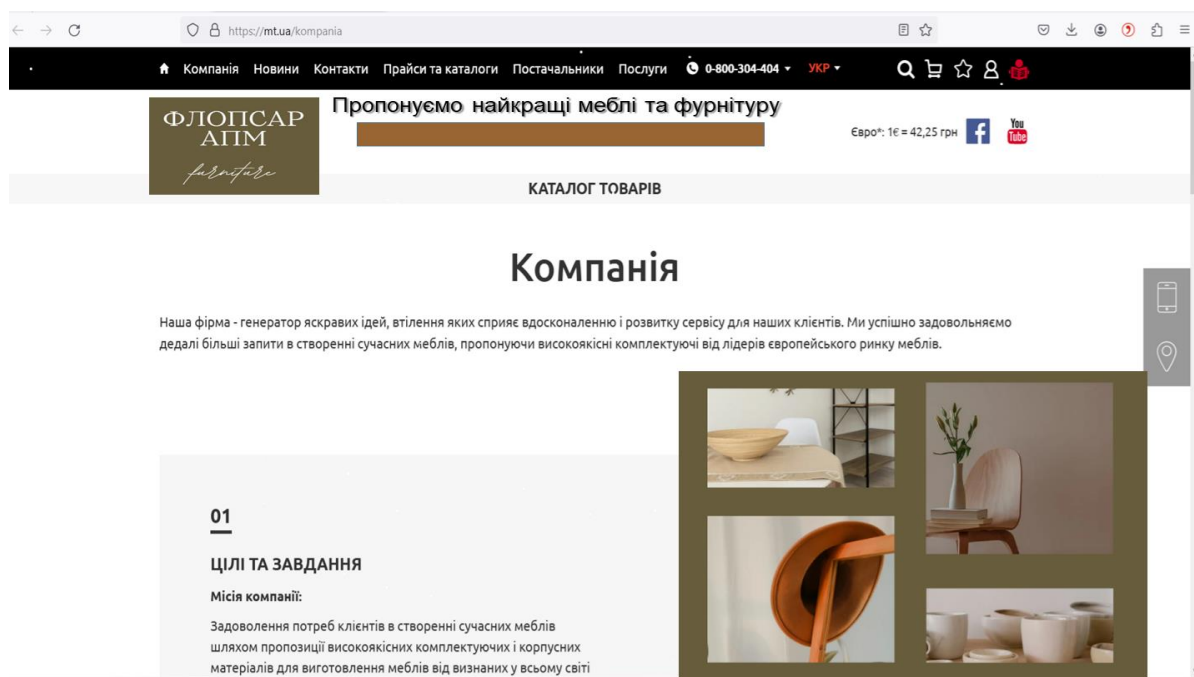 https://mt.ua/kompania
Компанія Новини Контакти Прайси та каталоги Постачальники Послуги 0-800-304-404 УКР
ФЛОПСАР
АПМ
furniture
Пропонуємо найкращі меблі та фурнітуру
Євро*: 1€ = 42,25 грн
You
Tube
КАТАЛОГ ТОВАРІВ
Компанія
Наша фірма - генератор яскравих ідей, втілення яких сприяє вдосконаленню і розвитку сервісу для наших клієнтів. Ми успішно задовольняємо
дедалі більші запити в створенні сучасних меблів, пропонуючи високоякісні комплектуючі від лідерів європейського ринку меблів.
01
ЦІЛІ ТА ЗАВДАННЯ
Місія компанії:
Задоволення потреб клієнтів в створенні сучасних меблів
шляхом пропозиції високоякісних комплектуючих і корпусних
матеріалів для виготовлення меблів від визнаних у всьому світі